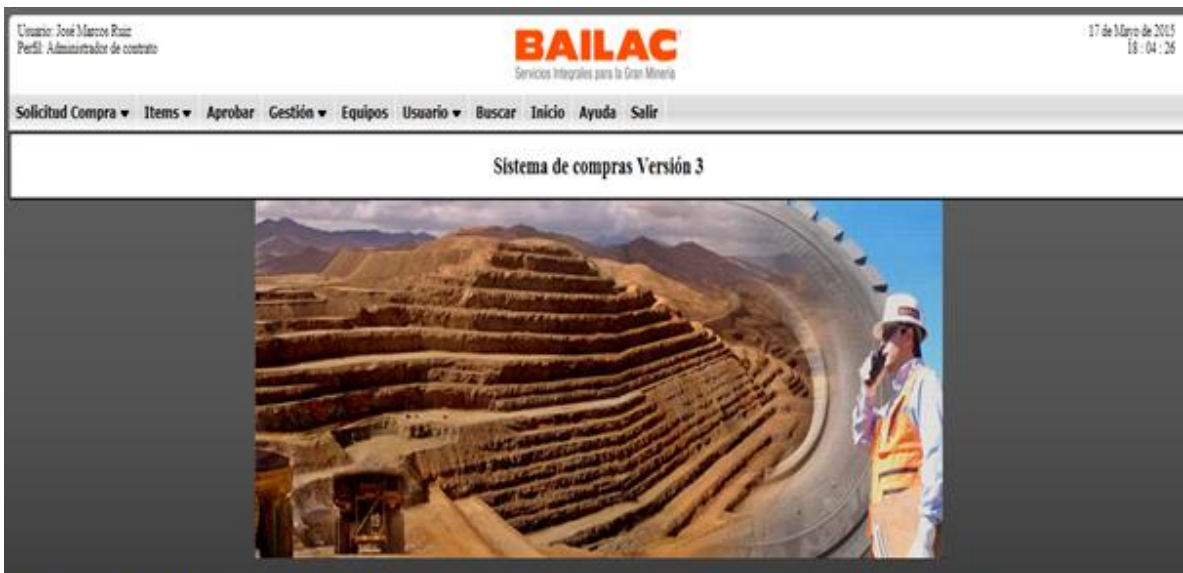 Usuario: José Marcos Ruiz
Perfil: Administrador de contrato
BAILAC
Servicios Integrales para la Gran Minería
17 de Mayo de 2015
18 : 04 : 26
Solicitud Compra ▾ Items ▾ Aprobar Gestión ▾ Equipos Usuario ▾ Buscar Inicio Ayuda Salir
Sistema de compras Versión 3